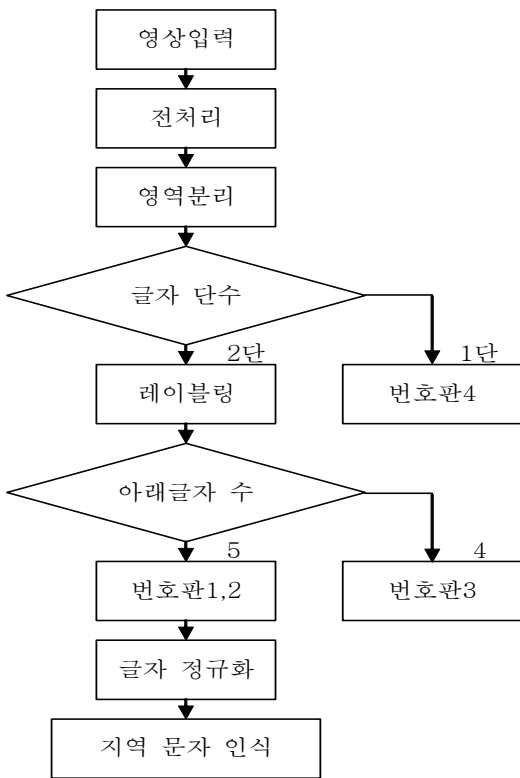 영상입력
전처리
영역분리
글자 단수
2단
1단
레이블링
번호판4
아래글자 수
5
4
번호판1,2
번호판3
글자 정규화
지역 문자 인식